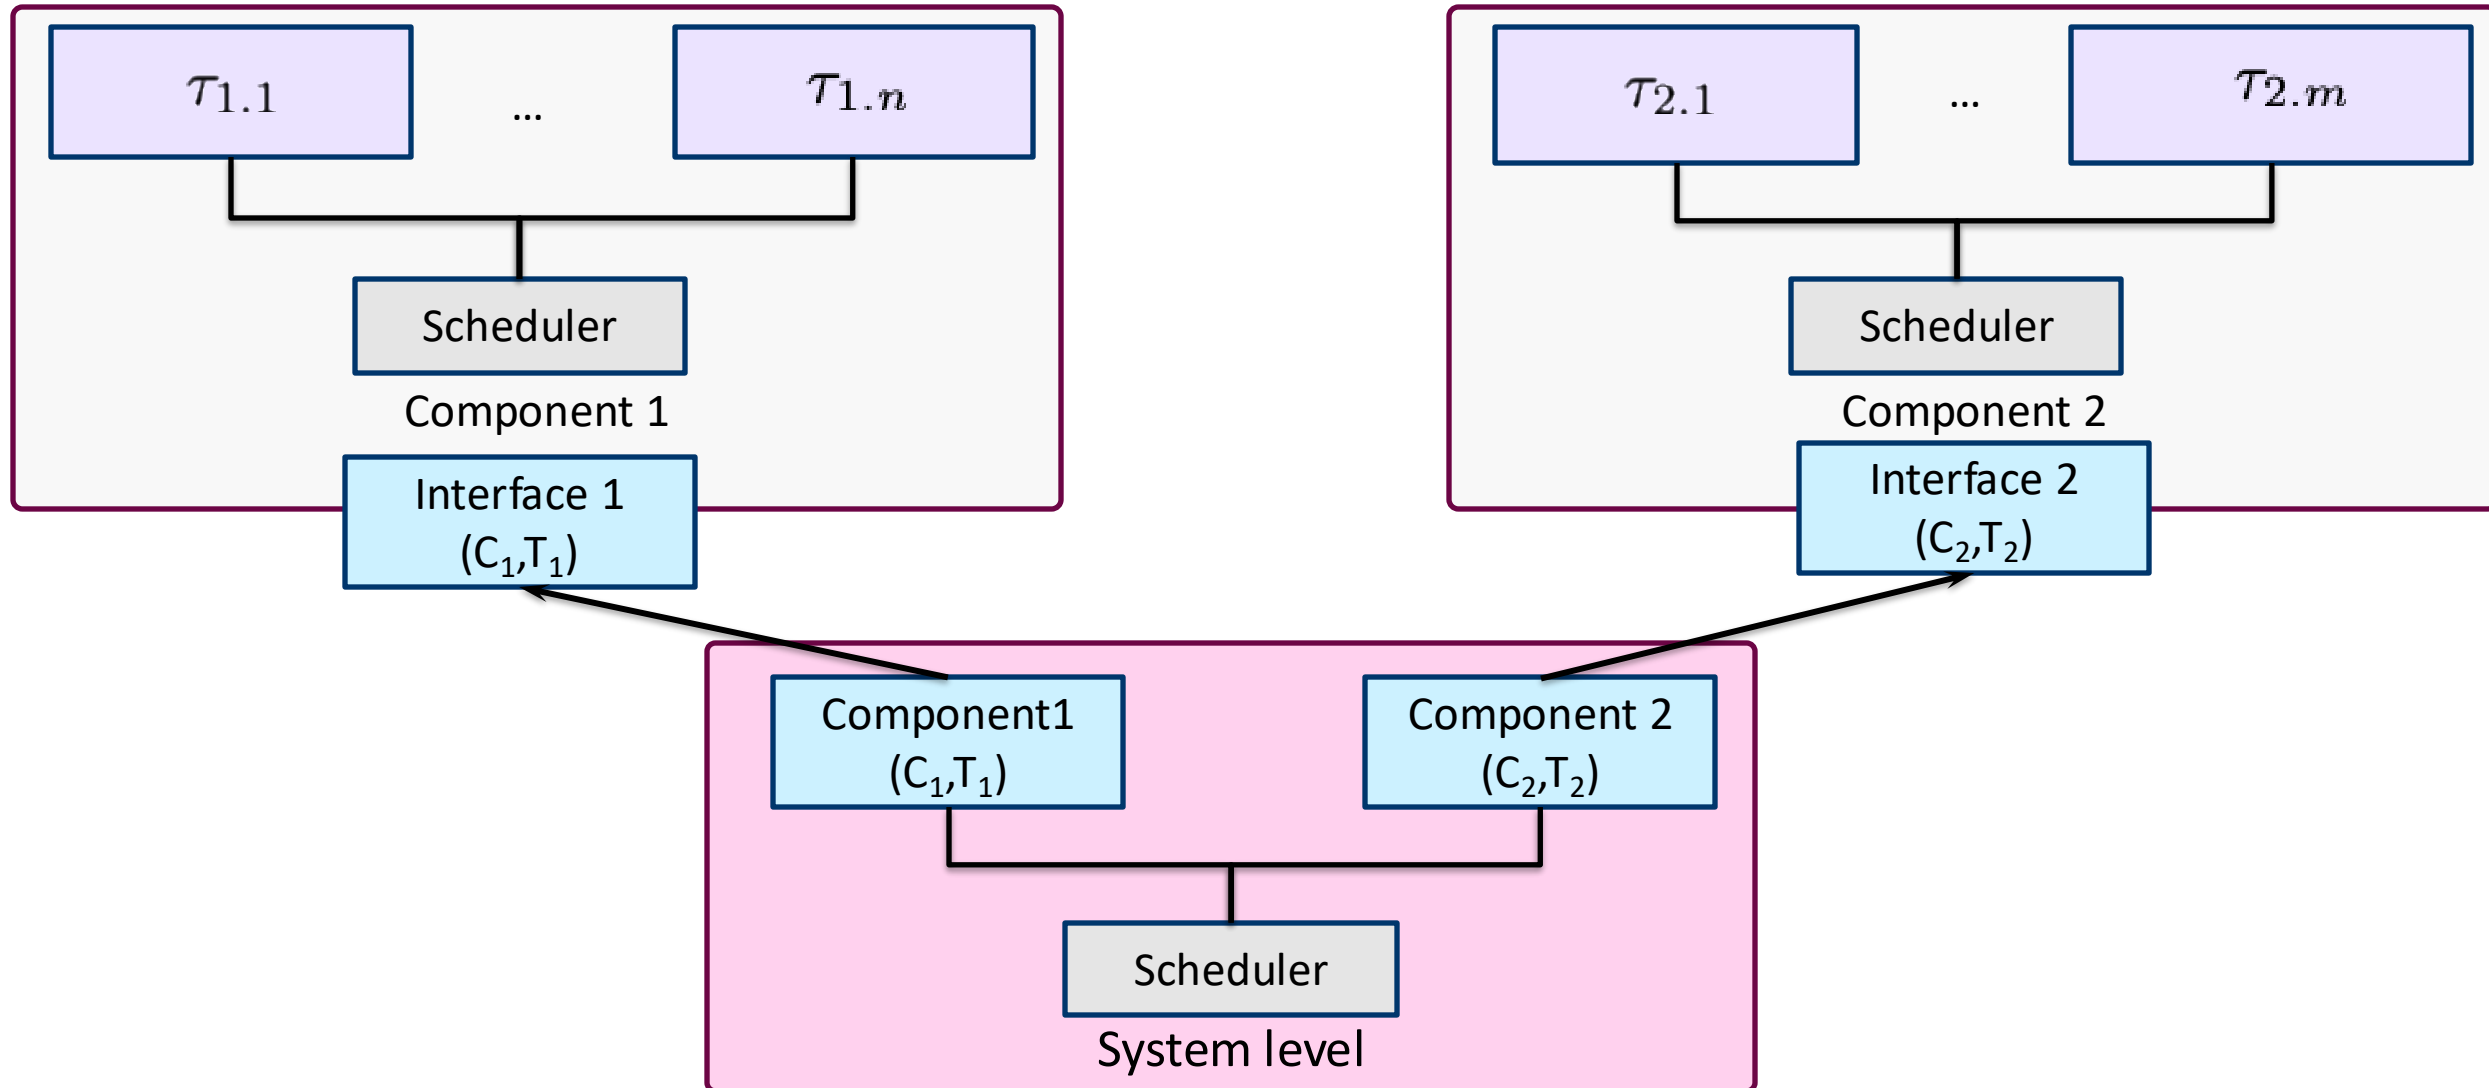 τ₁.₁ ... τ₁.ₙ
Scheduler
Component 1
Interface 1
(C₁,T₁)
τ₂.₁ ... τ₂.ₘ
Scheduler
Component 2
Interface 2
(C₂,T₂)
Component1
(C₁,T₁)
Component 2
(C₂,T₂)
Scheduler
System level